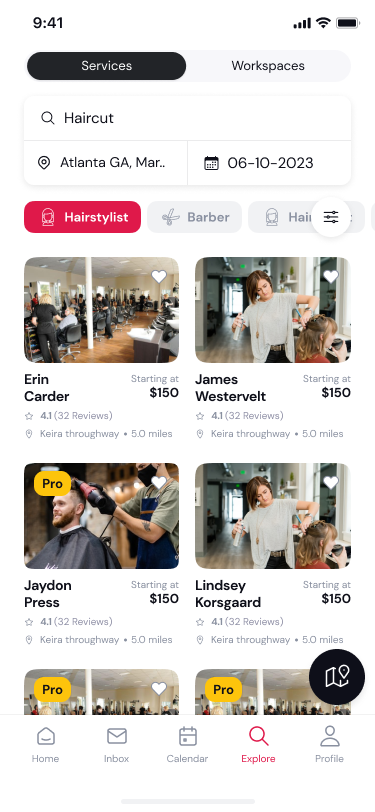 9:41
Services
Workspaces
Haircut
Atlanta GA, Mar..
06-10-2023
Hairstylist
Barber
Erin
Carder
Starting at
$150
4.1 (32 Reviews)
Keira throughway • 5.0 miles
James
Westervelt
Starting at
$150
4.1 (32 Reviews)
Keira throughway • 5.0 miles
Pro
Jaydon
Press
Starting at
$150
4.1 (32 Reviews)
Keira throughway • 5.0 miles
Lindsey
Korsgaard
Starting at
$150
4.1 (32 Reviews)
Keira throughway • 5.0 miles
Pro
Pro
Home
Inbox
Calendar
Explore
Profile